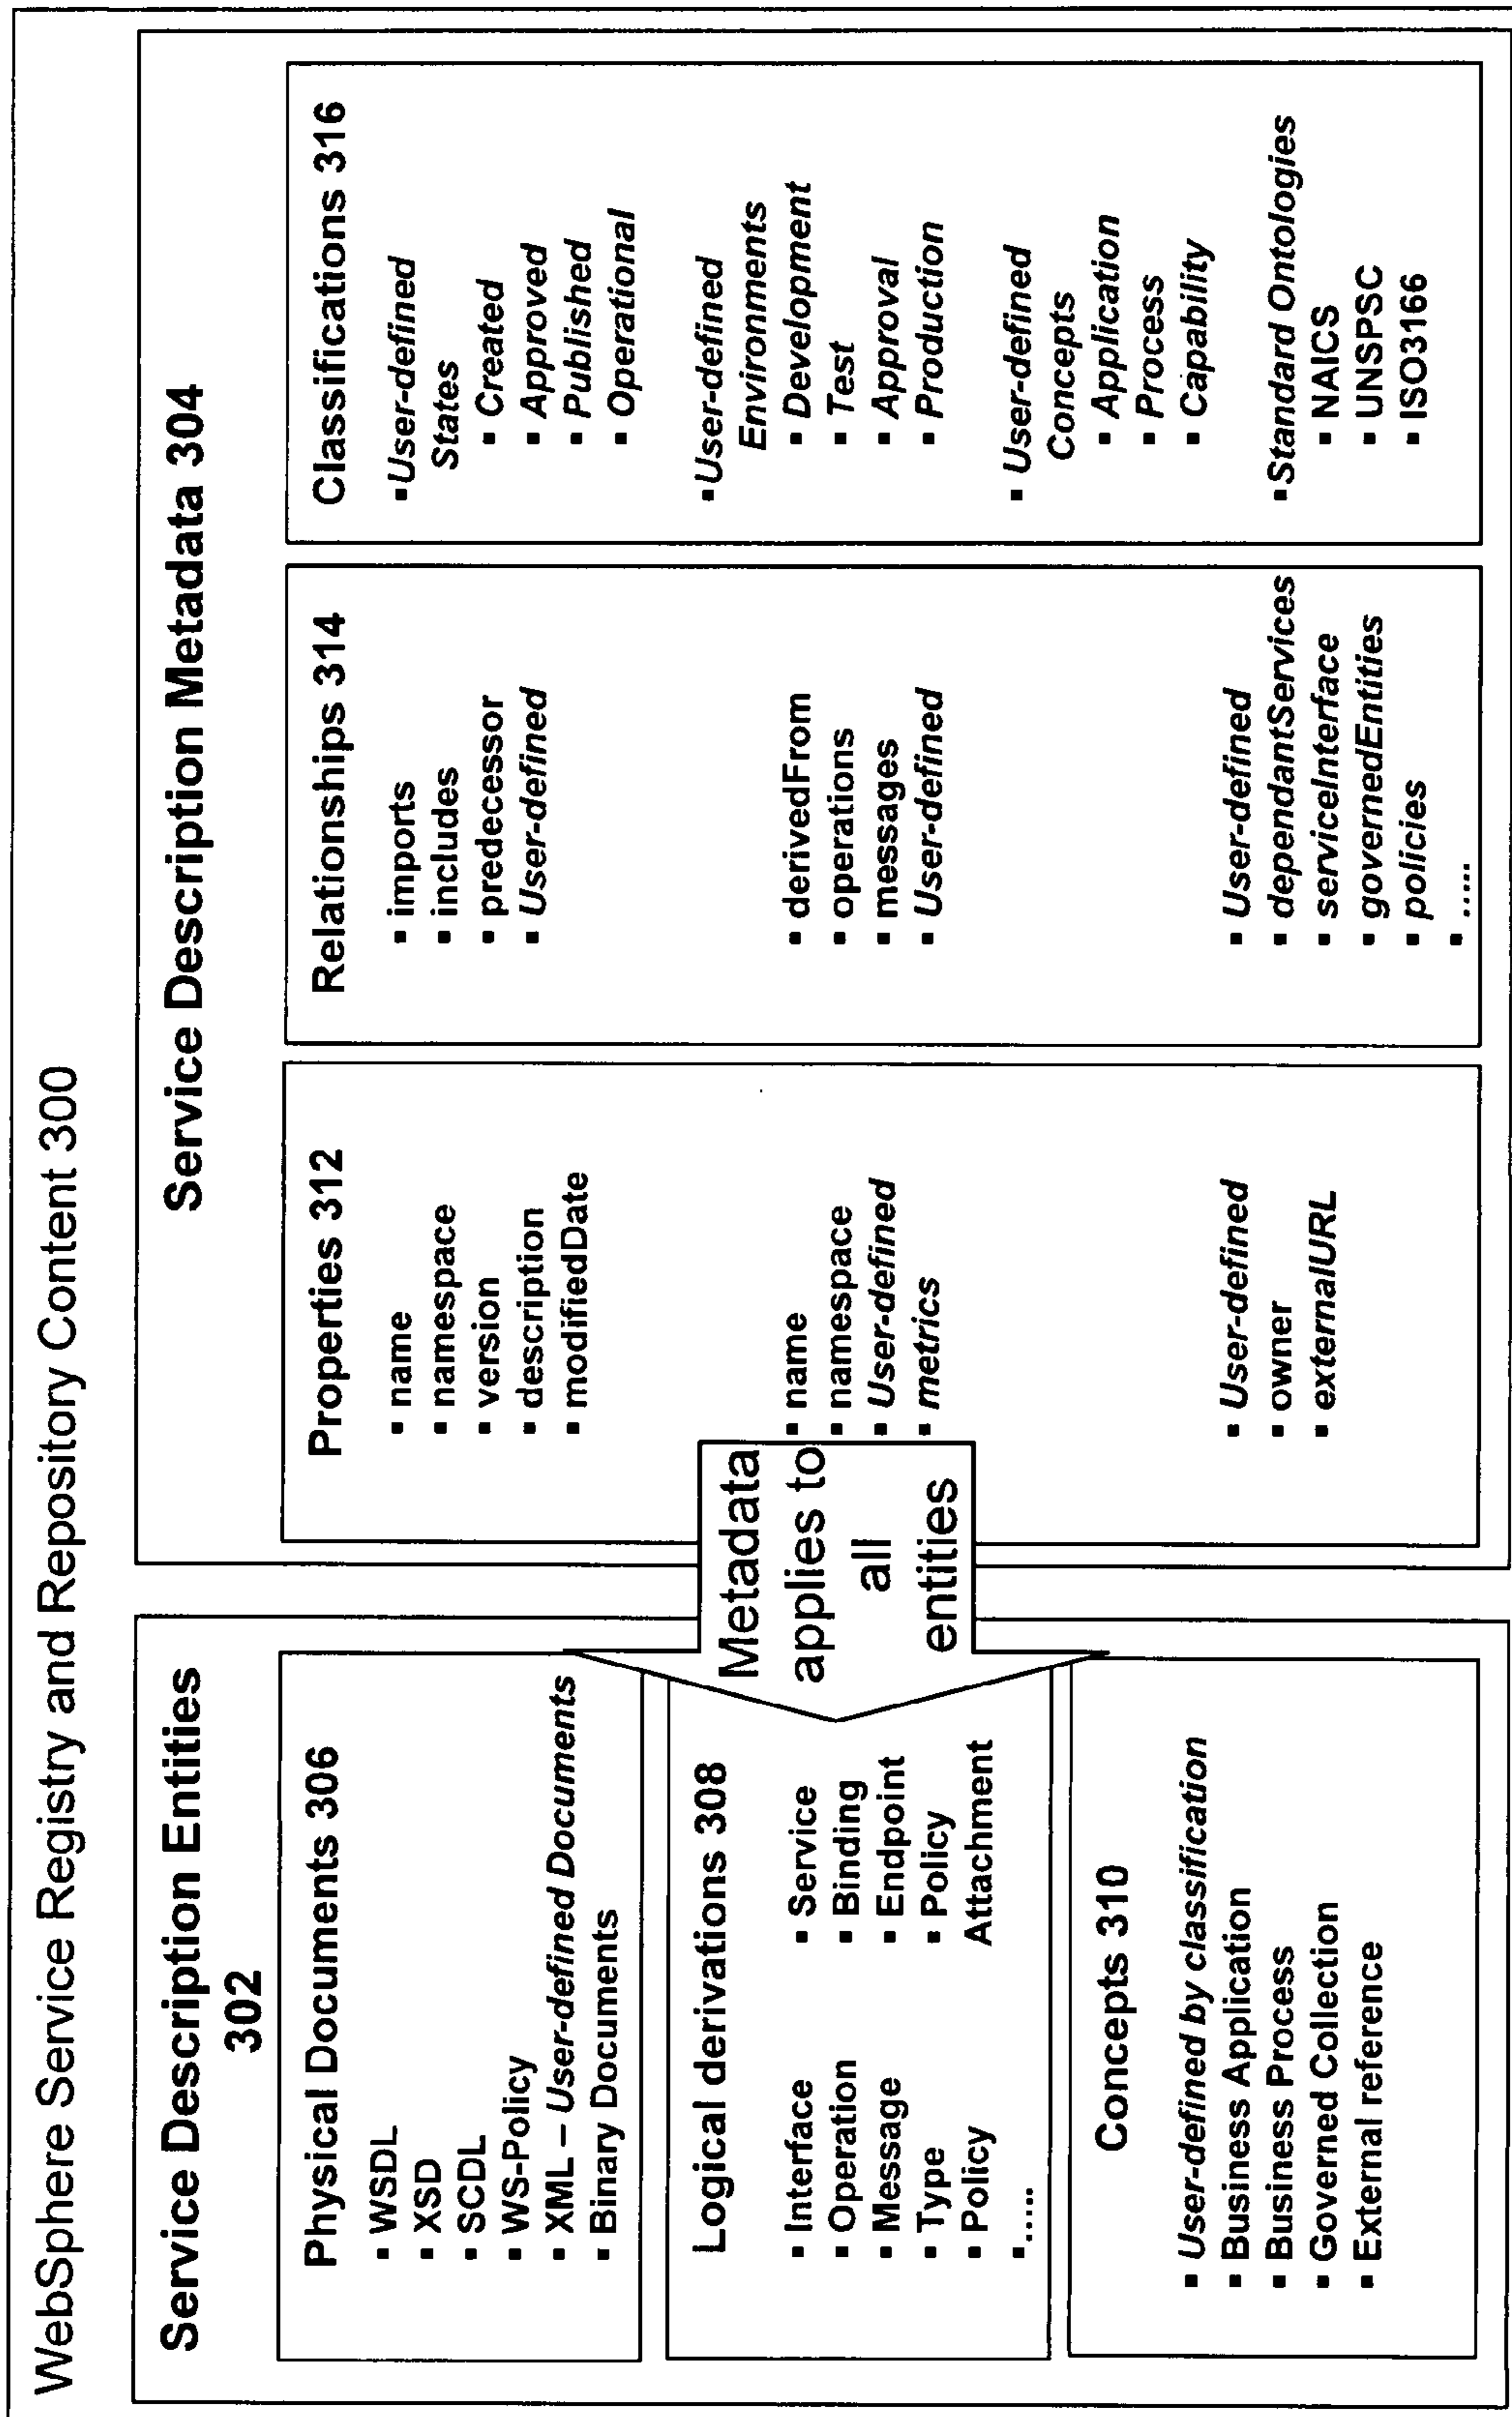 WebSphere Service Registry and Repository Content 300
Service Description Entities
302
Physical Documents 306
▪ WSDL
▪ XSD
▪ SCDL
▪ WS-Policy
▪ XML – User-defined Documents
▪ Binary Documents
Logical derivations 308
▪ Interface
▪ Operation
▪ Message
▪ Type
▪ Policy
▪ .....
▪ Service
▪ Binding
▪ Endpoint
▪ Policy
Attachment
Concepts 310
▪ User-defined by classification
▪ Business Application
▪ Business Process
▪ Governed Collection
▪ External reference
Metadata
applies to
all
entities
Service Description Metadata 304
Properties 312
▪ name
▪ namespace
▪ version
▪ description
▪ modifiedDate
▪ name
▪ namespace
▪ User-defined
▪ metrics
▪ User-defined
▪ owner
▪ externalURL
Relationships 314
▪ imports
▪ includes
▪ predecessor
▪ User-defined
▪ derivedFrom
▪ operations
▪ messages
▪ User-defined
▪ User-defined
▪ dependantServices
▪ serviceInterface
▪ governedEntities
▪ policies
▪ .....
Classifications 316
▪User-defined
States
▪ Created
▪ Approved
▪ Published
▪ Operational
▪User-defined
Environments
▪ Development
▪ Test
▪ Approval
▪ Production
▪ User-defined
Concepts
▪ Application
▪ Process
▪ Capability
▪Standard Ontologies
▪ NAICS
▪ UNSPSC
▪ ISO3166